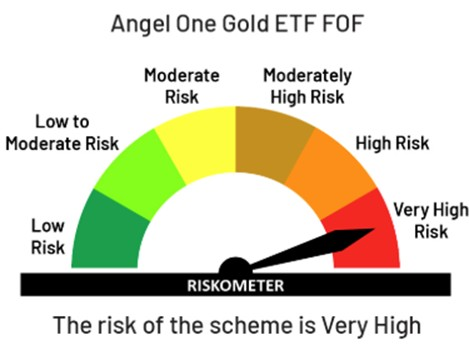 Angel One Gold ETF FOF
Moderate
Risk
Moderately
High Risk
Low to
Moderate Risk
High Risk
Low
Risk
Very High
Risk
RISKOMETER
The risk of the scheme is Very High